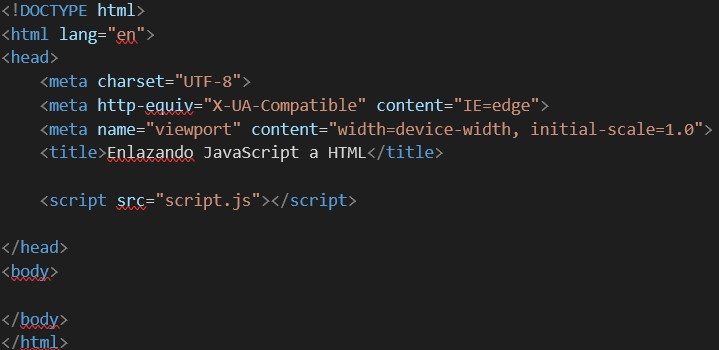 <!DOCTYPE html>
<html lang="en">
<head>
    <meta charset="UTF-8">
    <meta http-equiv="X-UA-Compatible" content="IE=edge">
    <meta name="viewport" content="width=device-width, initial-scale=1.0">
    <title>Enlazando JavaScript a HTML</title>

    <script src="script.js"></script>

</head>
<body>

</body>
</html>